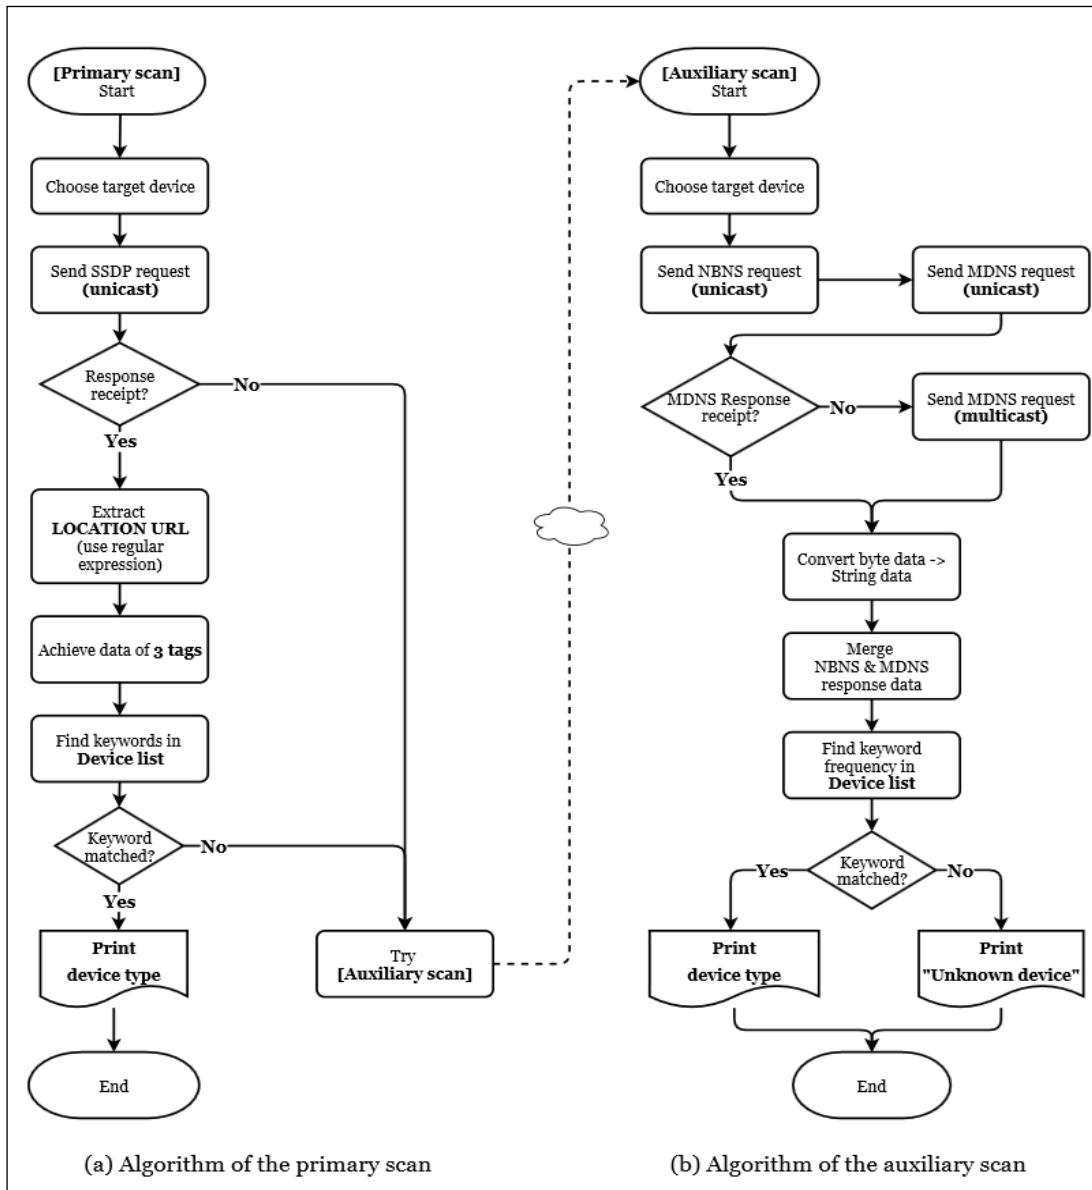 [Primary scan]
Start
Choose target device
Send SSDP request
(unicast)
Response
receipt?
No
Yes
Extract
LOCATION URL
(use regular
expression)
Achieve data of 3 tags
Find keywords in
Device list
Keyword
matched?
No
Yes
Print
device type
Try
[Auxiliary scan]
End
(a) Algorithm of the primary scan
[Auxiliary scan]
Start
Choose target device
Send NBNS request
(unicast)
Send MDNS request
(unicast)
MDNS Response
receipt?
No
Send MDNS request
(multicast)
Yes
Convert byte data ->
String data
Merge
NBNS & MDNS
response data
Find keyword
frequency in
Device list
Keyword
matched?
Yes
No
Print
device type
Print
"Unknown device"
End
(b) Algorithm of the auxiliary scan